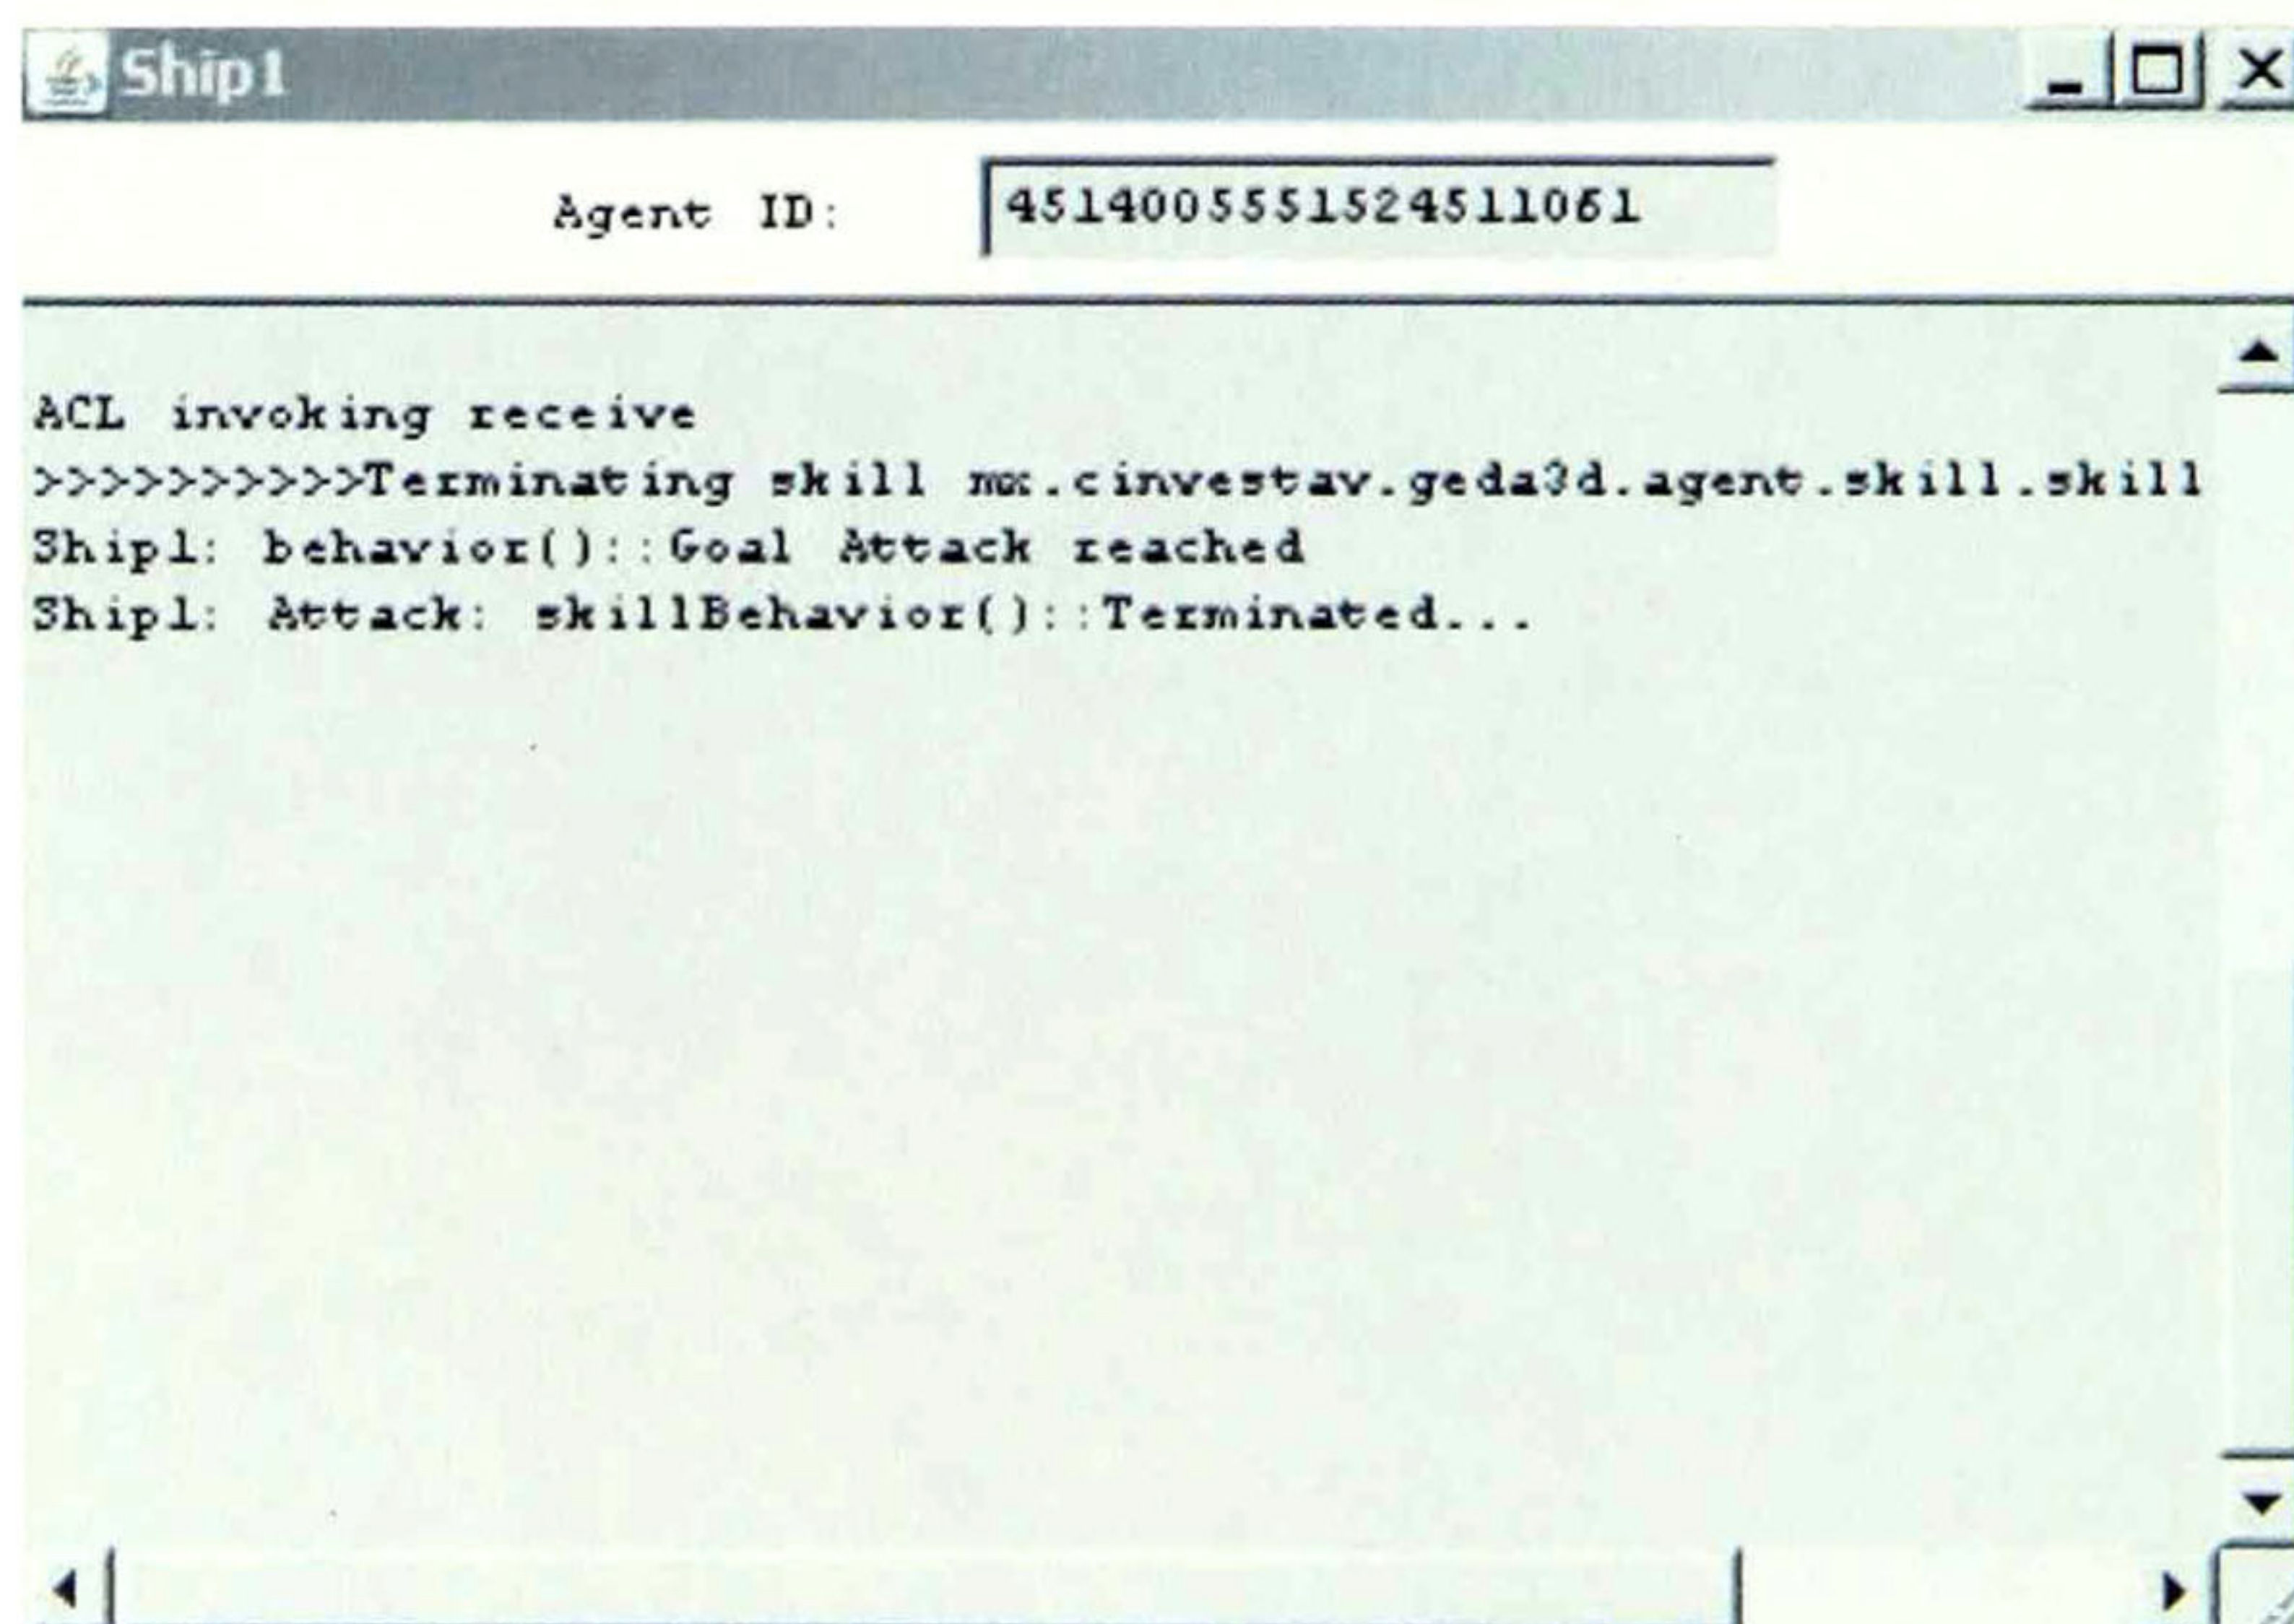 Ship1
Agent ID: 4514005551524511061
ACL invoking receive
>>>>>>>>>>Terminating skill mx.cinvestav.geda3d.agent.skill.skill
Ship1: behavior()::Goal Attack reached
Ship1: Attack: skillBehavior()::Terminated...